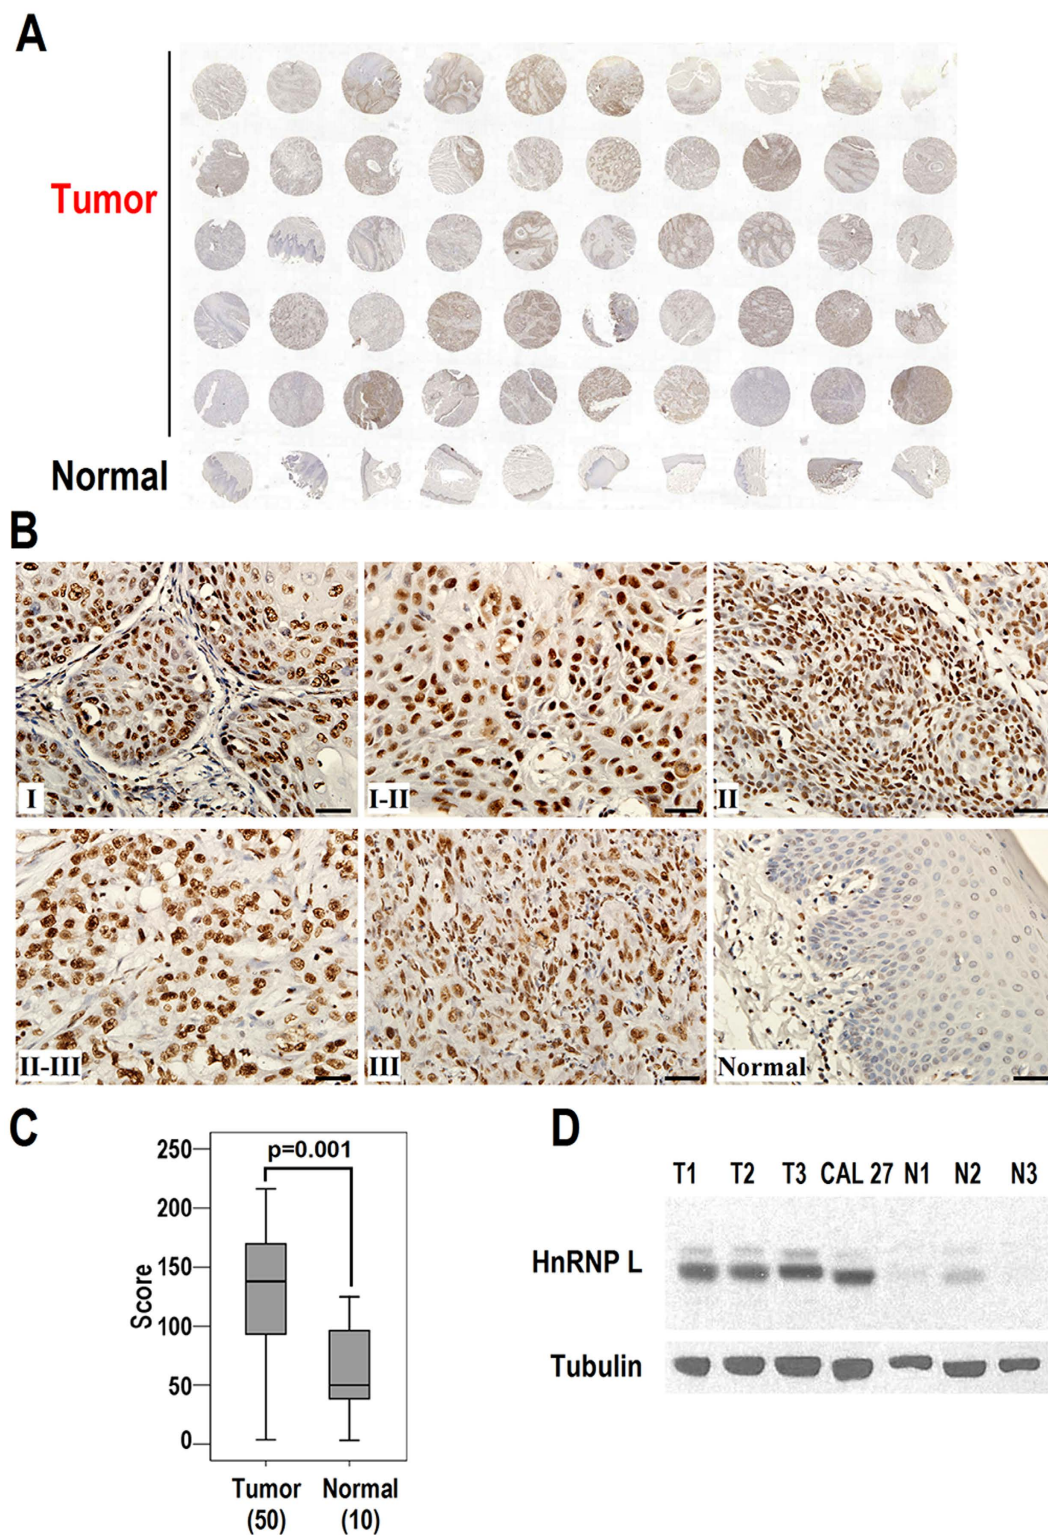 A
Tumor
Normal
B
I
I-II
II
II-III
III
Normal
C
p=0.001
250
200
150
100
50
0
Score
Tumor
(50)
Normal
(10)
D
T1 T2 T3 CAL 27 N1 N2 N3
HnRNP L
Tubulin